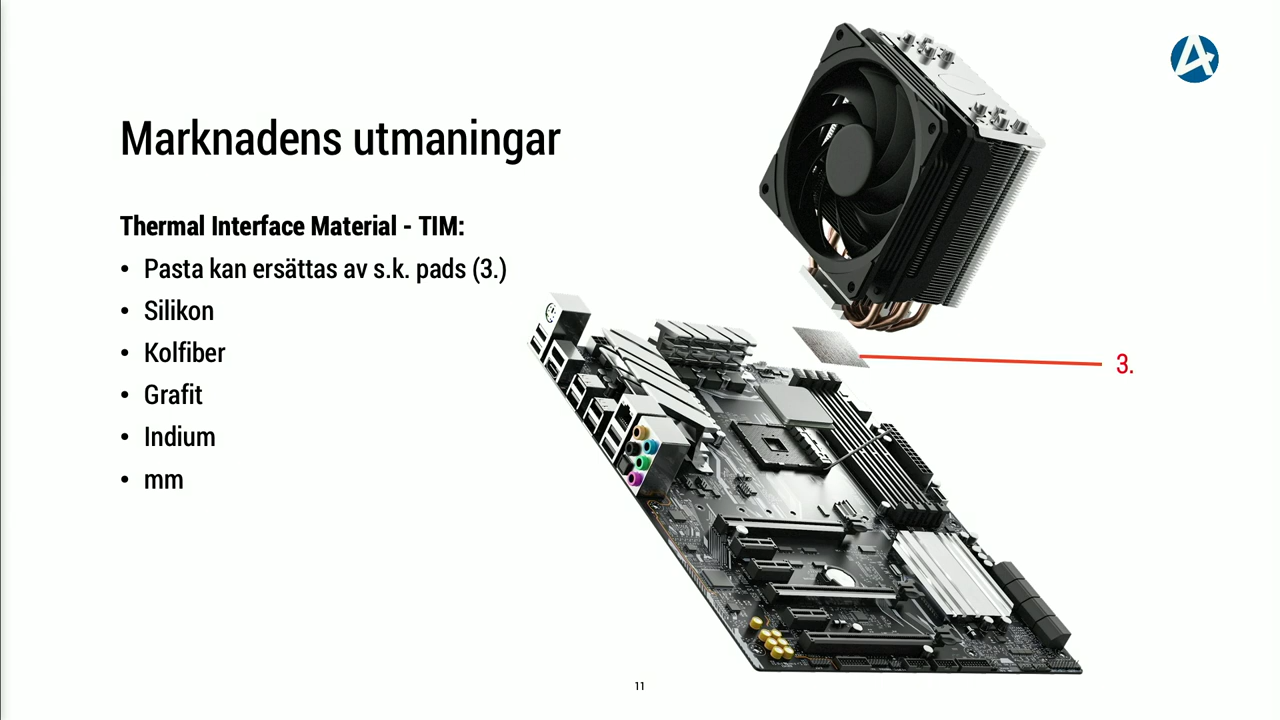 Marknadens utmaningar
Thermal Interface Material - TIM:
• Pasta kan ersättas av s.k. pads (3.)
• Silikon
• Kolfiber
• Grafit
• Indium
• mm
3.
11